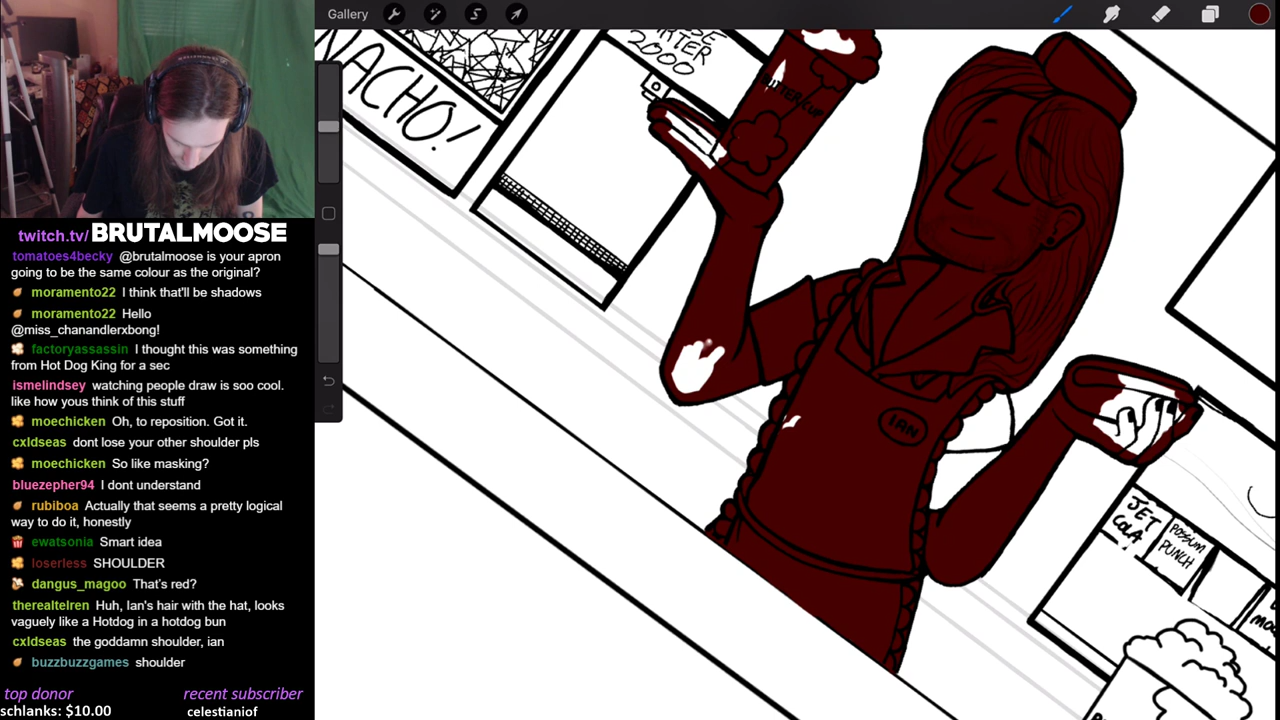 Gallery
NACHO!
RTER
2000
IAN
JET
COLA
POSSUM
PUNCH
twitch.tv/BRUTALMOOSE
tomatoes4becky @brutalmoose is your apron
going to be the same colour as the original?
moramento22 I think that'll be shadows
moramento22 Hello
@miss_chanandlerxbong!
factoryassassin I thought this was something
from Hot Dog King for a sec
ismelindsey watching people draw is soo cool.
like how yous think of this stuff
moechicken Oh, to reposition. Got it.
cxldseas dont lose your other shoulder pls
moechicken So like masking?
bluezepher94 I dont understand
rubiboa Actually that seems a pretty logical
way to do it, honestly
ewatsonia Smart idea
loserless SHOULDER
dangus_magoo That's red?
therealtelren Huh, Ian's hair with the hat, looks
vaguely like a Hotdog in a hotdog bun
cxldseas the goddamn shoulder, ian
buzzbuzzgames shoulder
top donor
schlanks: $10.00
recent subscriber
celestianiof